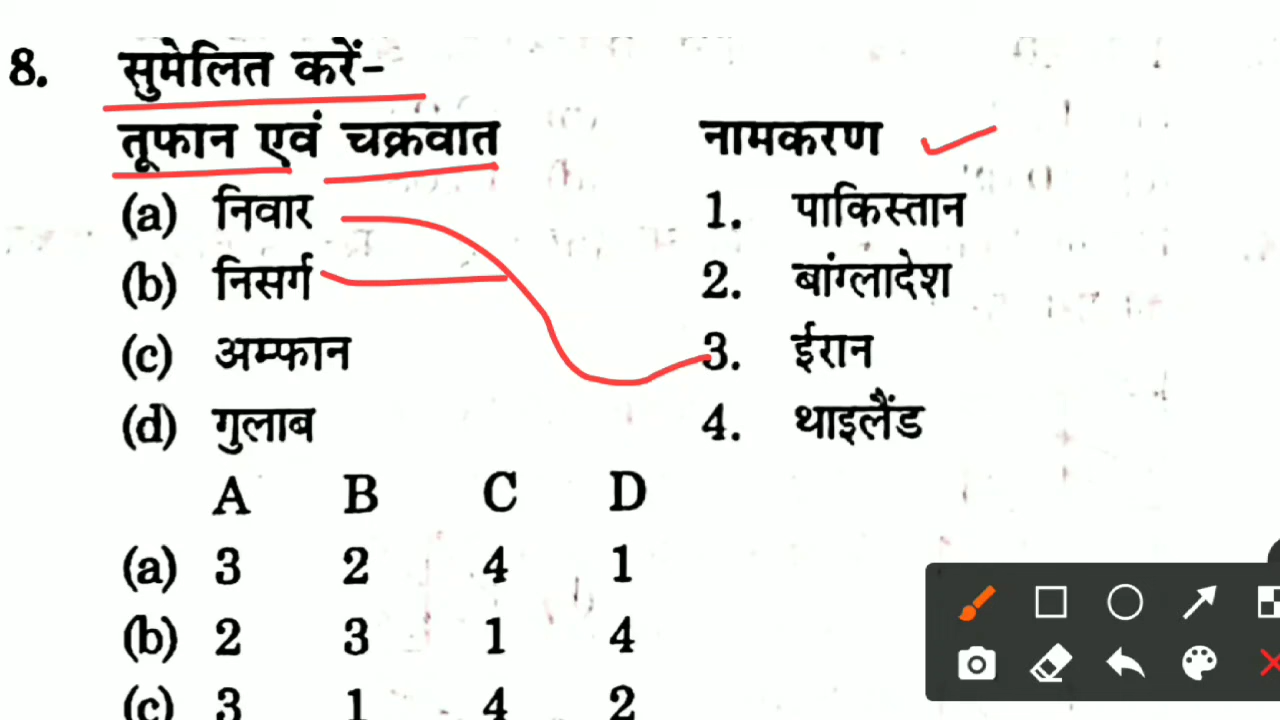 8. सुमेलित करें-
तूफान एवं चक्रवात नामकरण
(a) निवार 1. पाकिस्तान
(b) निसर्ग 2. बांग्लादेश
(c) अम्फान 3. ईरान
(d) गुलाब 4. थाइलैंड
A B C D
(a) 3 2 4 1
(b) 2 3 1 4
(c) 3 1 4 2